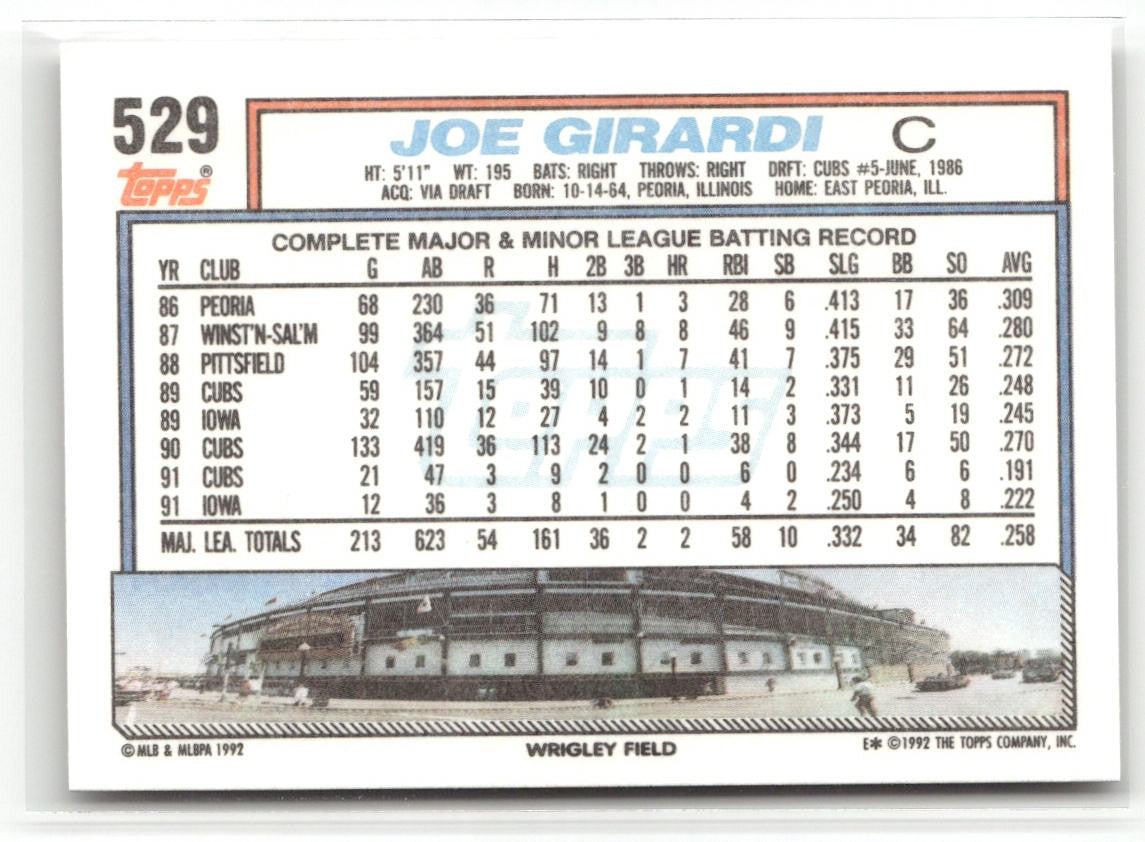 529
JOE GIRARDI C
topps®
HT: 5'11" WT: 195 BATS: RIGHT THROWS: RIGHT DRFT: CUBS #5-JUNE, 1986
ACQ: VIA DRAFT BORN: 10-14-64, PEORIA, ILLINOIS HOME: EAST PEORIA, ILL.
COMPLETE MAJOR & MINOR LEAGUE BATTING RECORD
YR CLUB G AB R H 2B 3B HR RBI SB SLG BB SO AVG
86 PEORIA 68 230 36 71 13 1 3 28 6 .413 17 36 .309
87 WINST'N-SAL'M 99 364 51 102 9 8 8 46 9 .415 33 64 .280
88 PITTSFIELD 104 357 44 97 14 1 7 41 7 .375 29 51 .272
89 CUBS 59 157 15 39 10 0 1 14 2 .331 11 26 .248
89 IOWA 32 110 12 27 4 2 2 11 3 .373 5 19 .245
90 CUBS 133 419 36 113 24 2 1 38 8 .344 17 50 .270
91 CUBS 21 47 3 9 2 0 0 6 0 .234 6 6 .191
91 IOWA 12 36 3 8 1 0 0 4 2 .250 4 8 .222
MAJ. LEA. TOTALS 213 623 54 161 36 2 2 58 10 .332 34 82 .258
Topps
© MLB & MLBPA 1992
WRIGLEY FIELD
E* ©1992 THE TOPPS COMPANY, INC.